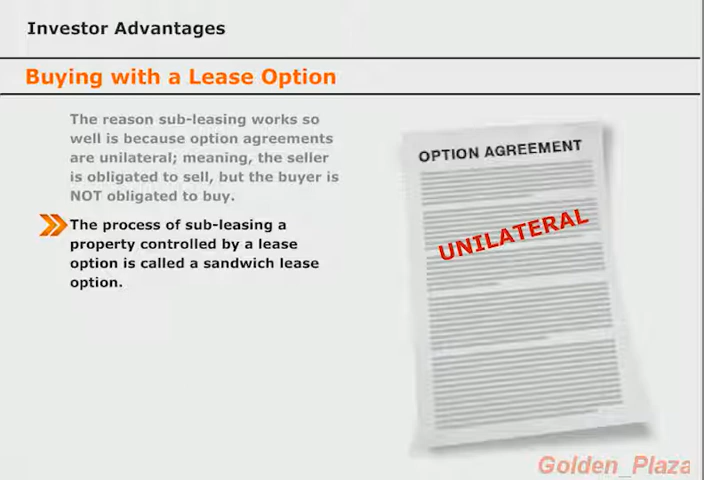 Investor Advantages
Buying with a Lease Option
The reason sub-leasing works so
well is because option agreements
are unilateral; meaning, the seller
is obligated to sell, but the buyer is
NOT obligated to buy.
The process of sub-leasing a
property controlled by a lease
option is called a sandwich lease
option.
OPTION AGREEMENT
UNILATERAL
Golden_Plaza